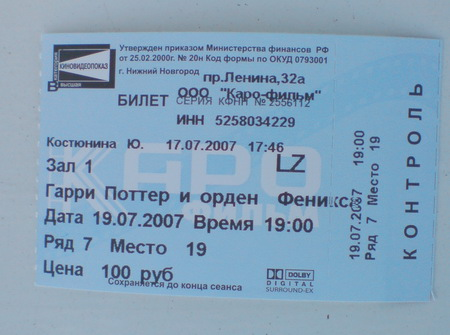 Утвержден приказом Министерства финансов РФ
от 25.02.2000г. № 20н Код формы по ОКУД 0793001
г. Нижний Новгород
КИНОВИДЕОПОКАЗ
ВЫСШАЯ
пр.Ленина,32а
ООО "Каро-фильм"
БИЛЕТ СЕРИЯ КФНН № 2556112
ИНН 5258034229
Костюнина Ю. 17.07.2007 17:46
Зал 1 LZ
КАРО
ФИЛЬМ
Гарри Поттер и орден Феникса
Дата 19.07.2007 Время 19:00
Ряд 7 Место 19
Цена 100 руб
Сохраняется до конца сеанса
DOLBY
DIGITAL
SURROUND·EX
19.07.2007 19:00
Ряд 7 Место 19
КОНТРОЛЬ